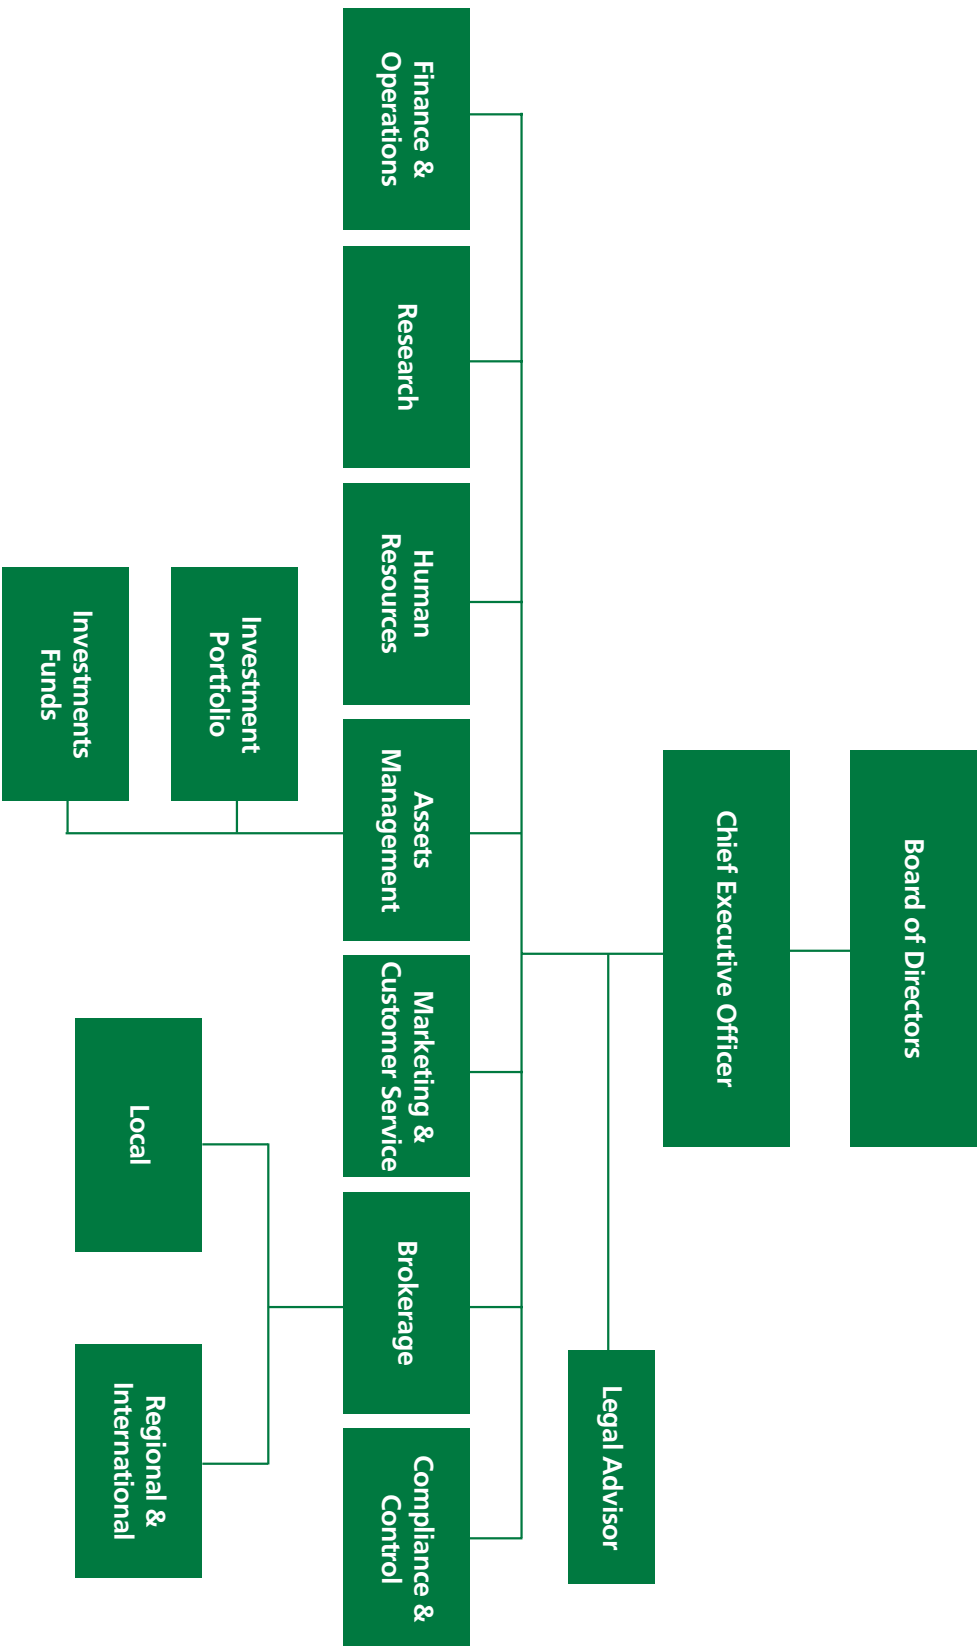 Board of Directors
Chief Executive Officer
Legal Advisor
Finance &
Operations
Research
Human
Resources
Assets
Management
Marketing &
Customer Service
Brokerage
Compliance &
Control
Investment
Portfolio
Investments
Funds
Local
Regional &
International